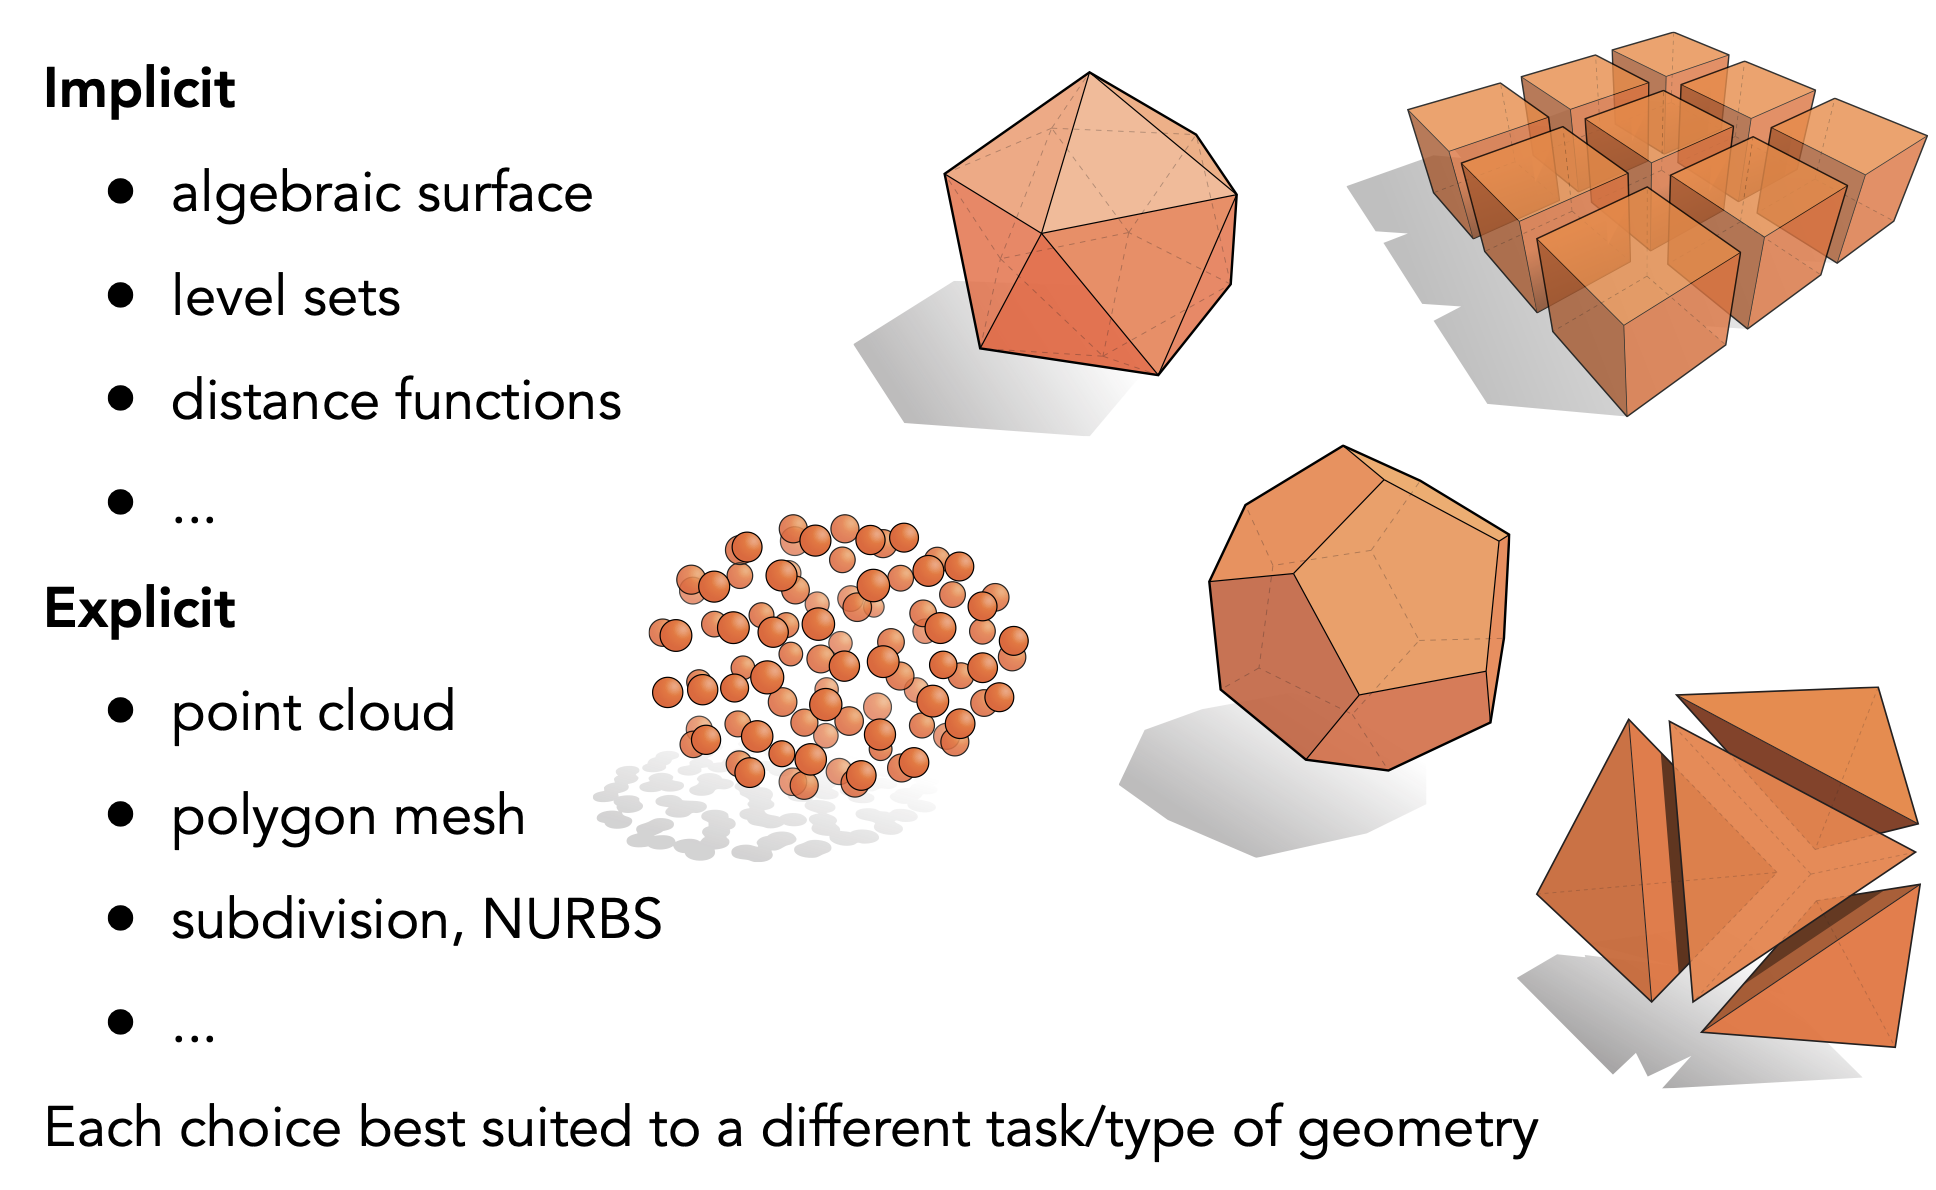 Implicit
● algebraic surface
● level sets
● distance functions
● ...
Explicit
● point cloud
● polygon mesh
● subdivision, NURBS
● ...
Each choice best suited to a different task/type of geometry